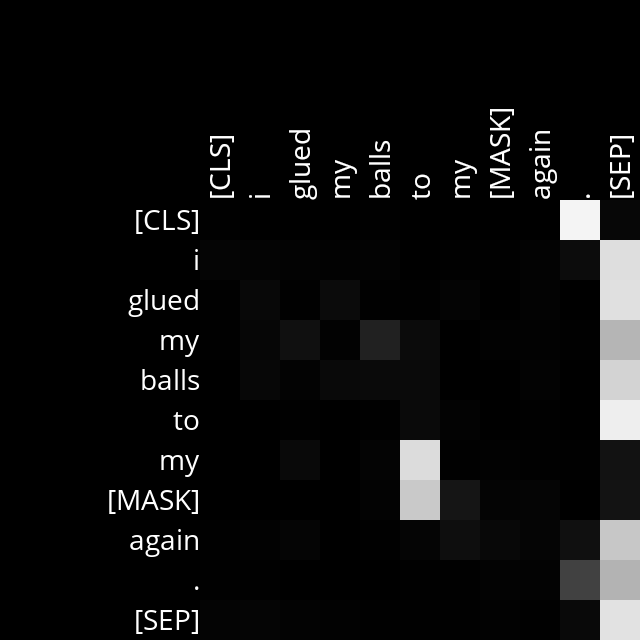 [CLS] i glued my balls to my [MASK] again . [SEP]
[CLS]
i
glued
my
balls
to
my
[MASK]
again
.
[SEP]